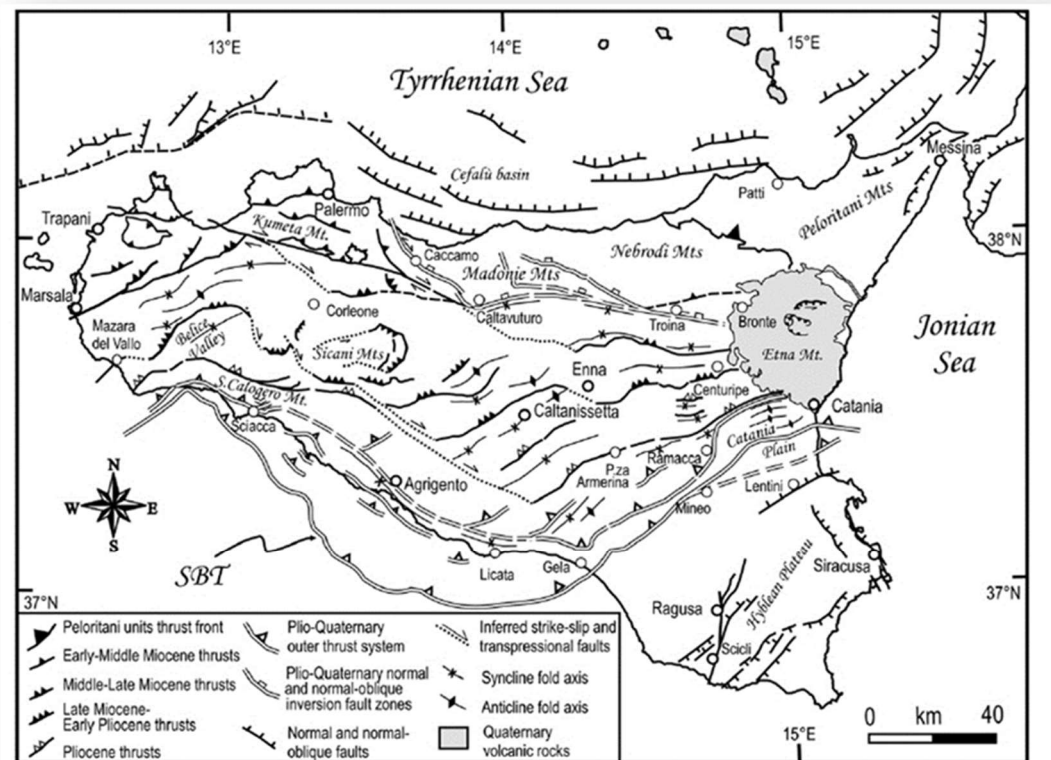 13°E
14°E
15°E
Tyrrhenian Sea
Messina
Cefalù basin
Patti
Peloritani Mts
Palermo
Trapani
Kumeta Mt.
38°N
Nebrodi Mts
Caccamo
Madonie Mts
Marsala
Corleone
Caltavuturo
Troina
Bronte
Jonian
Sea
Mazara
del Vallo
Belice
Valley
Sicani Mts
Etna Mt.
Enna
Centuripe
S.Calogero Mt.
Caltanissetta
Catania
Sciacca
Catania
Plain
Ramacca
P.za
Armerina
Agrigento
Lentini
Mineo
N
W E
S
SBT
Licata
Gela
Siracusa
Hyblean Plateau
37°N
37°N
Ragusa
Scicli
Peloritani units thrust front
Early-Middle Miocene thrusts
Middle-Late Miocene thrusts
Late Miocene-
Early Pliocene thrusts
Pliocene thrusts
Plio-Quaternary
outer thrust system
Plio-Quaternary normal
and normal-oblique
inversion fault zones
Normal and normal-
oblique faults
Inferred strike-slip and
transpressional faults
Syncline fold axis
Anticline fold axis
Quaternary
volcanic rocks
0 km 40
15°E